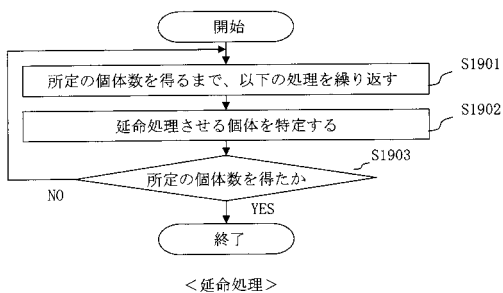 開始
S1901
所定の個体数を得るまで、以下の処理を繰り返す
S1902
延命処理させる個体を特定する
S1903
所定の個体数を得たか
NO
YES
終了
＜延命処理＞